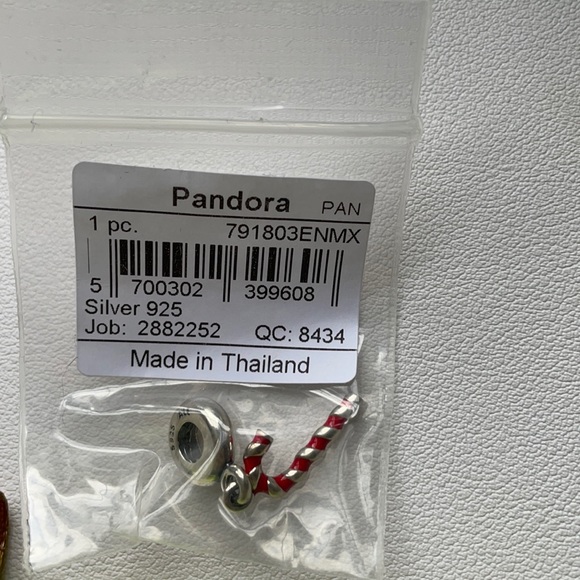 Pandora PAN
1 pc. 791803ENMX
5 700302 399608
Silver 925
Job: 2882252 QC: 8434
Made in Thailand